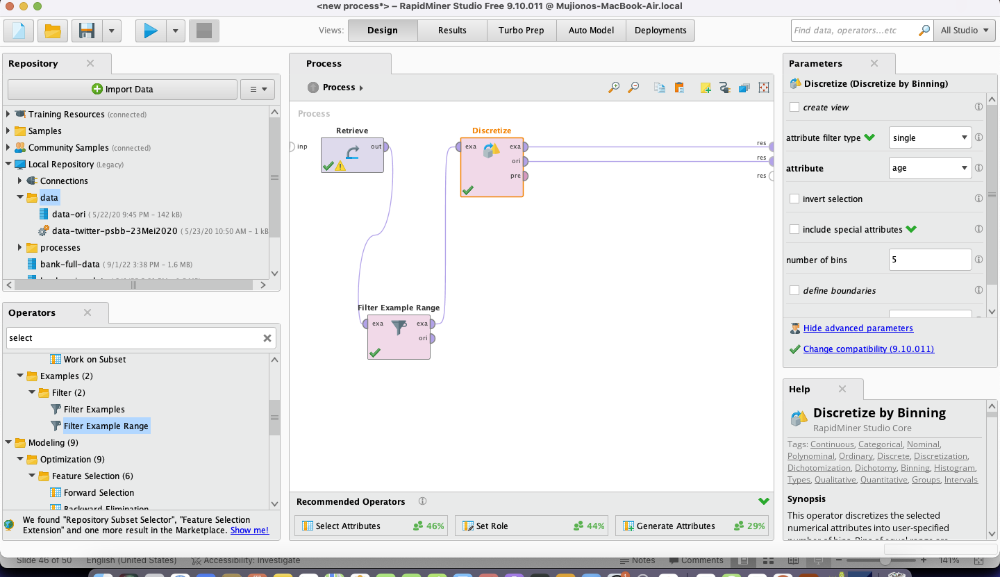 <new process*> – RapidMiner Studio Free 9.10.011 @ Mujionos-MacBook-Air.local
Views:
Design
Results
Turbo Prep
Auto Model
Deployments
Find data, operators...etc
All Studio
Repository
Import Data
Training Resources (connected)
Samples
Community Samples (connected)
Local Repository (Legacy)
Connections
data
data-ori ( 5/22/20 9:45 PM – 142 kB)
data-twitter-psbb-23Mei2020 ( 5/23/20 10:50 AM – 1 kB
processes
bank-full-data ( 9/1/22 3:38 PM – 1.6 MB)
Operators
select
Work on Subset
Examples (2)
Filter (2)
Filter Examples
Filter Example Range
Modeling (9)
Optimization (9)
Feature Selection (6)
Forward Selection
Backward Elimination
We found "Repository Subset Selector", "Feature Selection
Extension" and one more result in the Marketplace. Show me!
Process
Process
Process
inp
Retrieve
out
Discretize
exa
exa
ori
pre
res
res
res
Filter Example Range
exa
exa
ori
Recommended Operators
Select Attributes
46%
Set Role
44%
Generate Attributes
29%
Parameters
Discretize (Discretize by Binning)
create view
attribute filter type
single
attribute
age
invert selection
include special attributes
number of bins
5
define boundaries
Hide advanced parameters
Change compatibility (9.10.011)
Help
Discretize by Binning
RapidMiner Studio Core
Tags: Continuous, Categorical, Nominal,
Polynominal, Ordinary, Discrete, Discretization,
Dichotomization, Dichotomy, Binning, Histogram,
Types, Qualitative, Quantitative, Groups, Intervals
Synopsis
This operator discretizes the selected
numerical attributes into user-specified
number of bins. Bins of equal range are
Slide 46 of 50
English (United States)
Accessibility: Investigate
Notes
Comments
141%